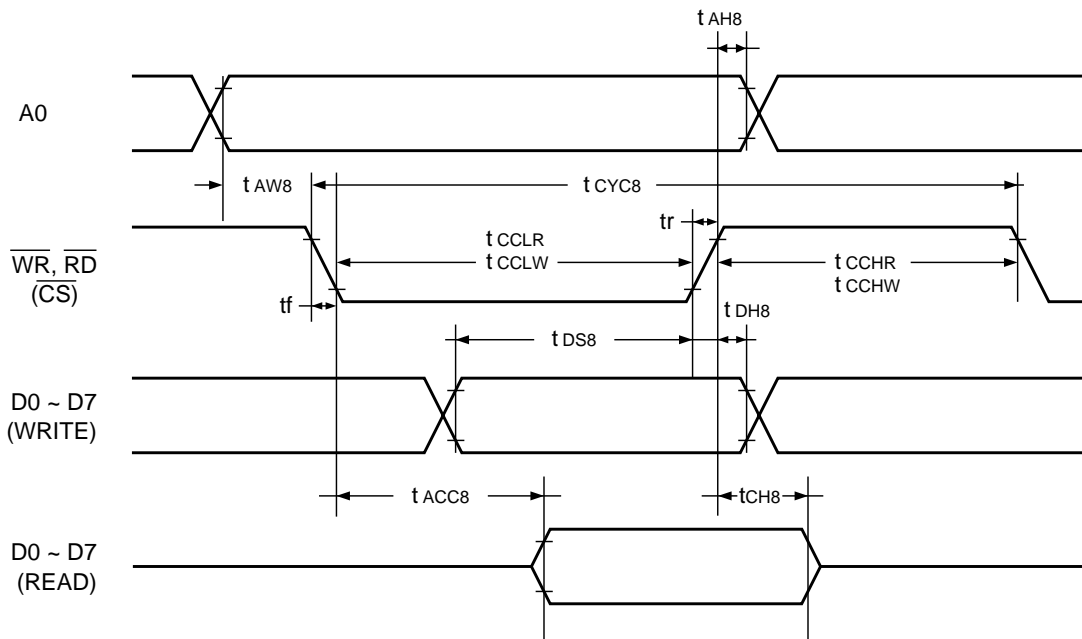 t AH8
A0
t AW8
t CYC8
WR, RD
(CS)
tr
t CCLR
t CCLW
t CCHR
t CCHW
tf
t DH8
t DS8
D0 ~ D7
(WRITE)
t ACC8
tCH8
D0 ~ D7
(READ)